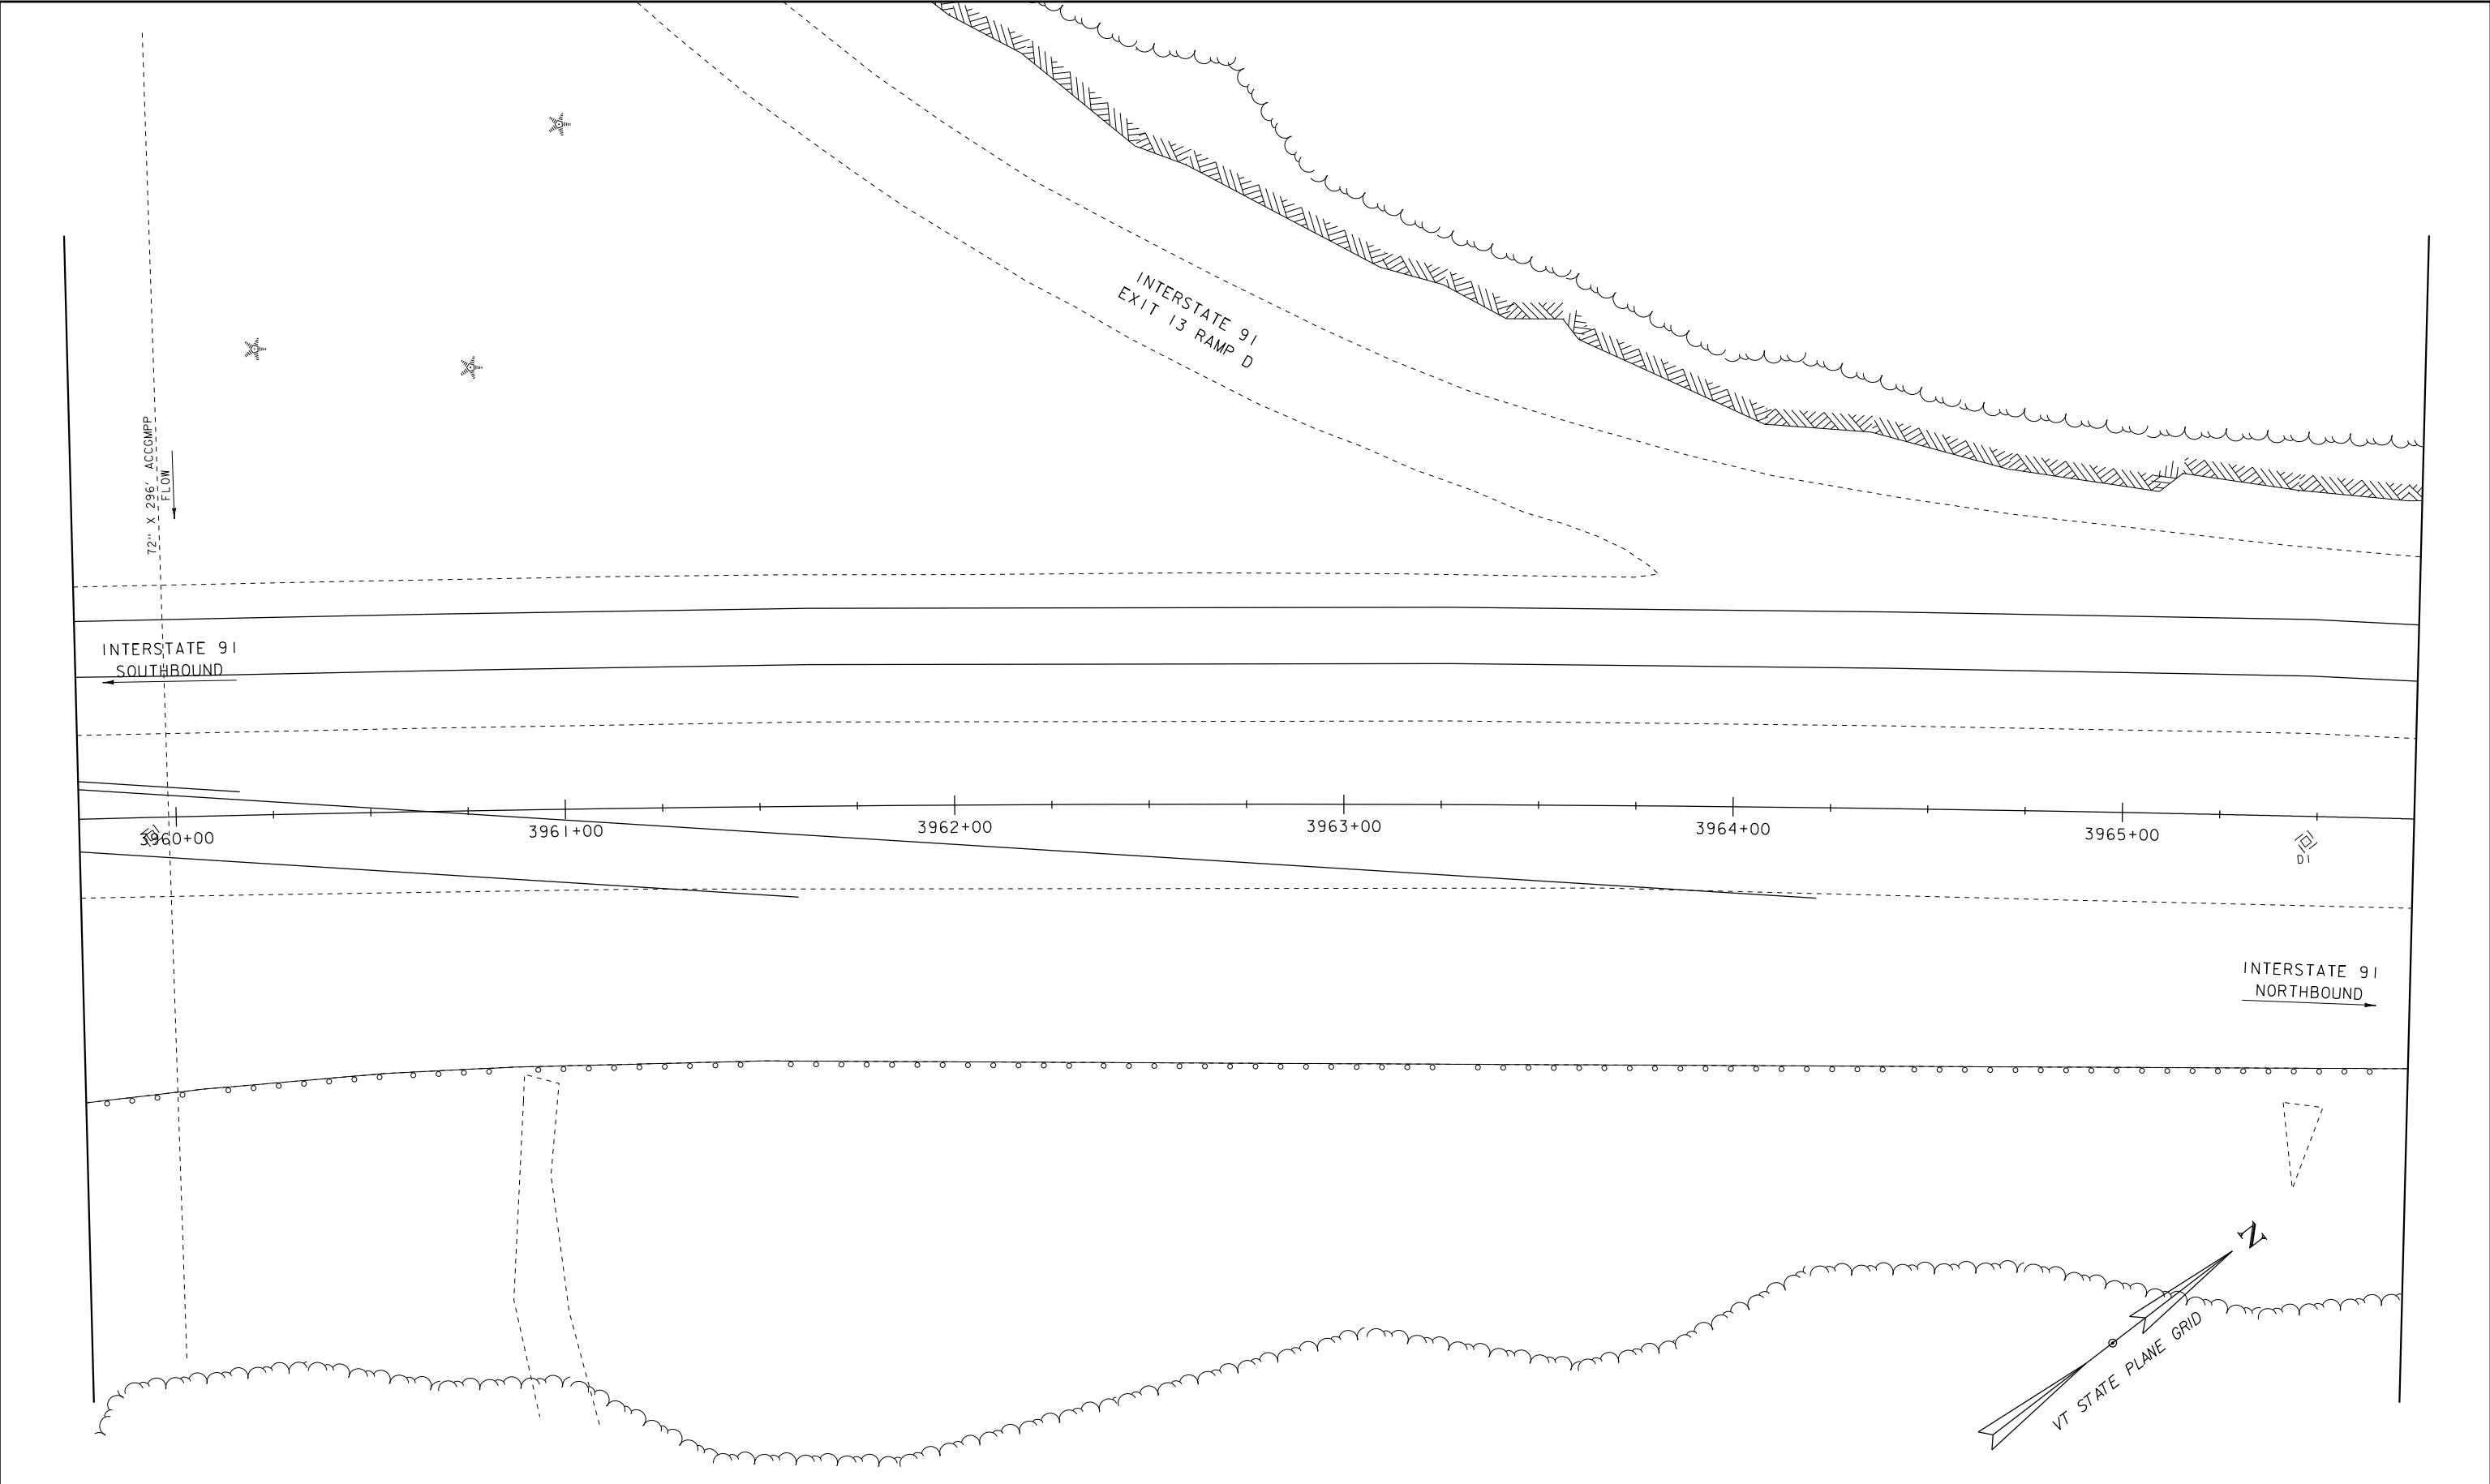 INTERSTATE 91
EXIT 13 RAMP D
72" X 296' ACCGMPP
FLOW
INTERSTATE 91
SOUTHBOUND
3960+00
3961+00
3962+00
3963+00
3964+00
3965+00
DI
INTERSTATE 91
NORTHBOUND
N
VT STATE PLANE GRID